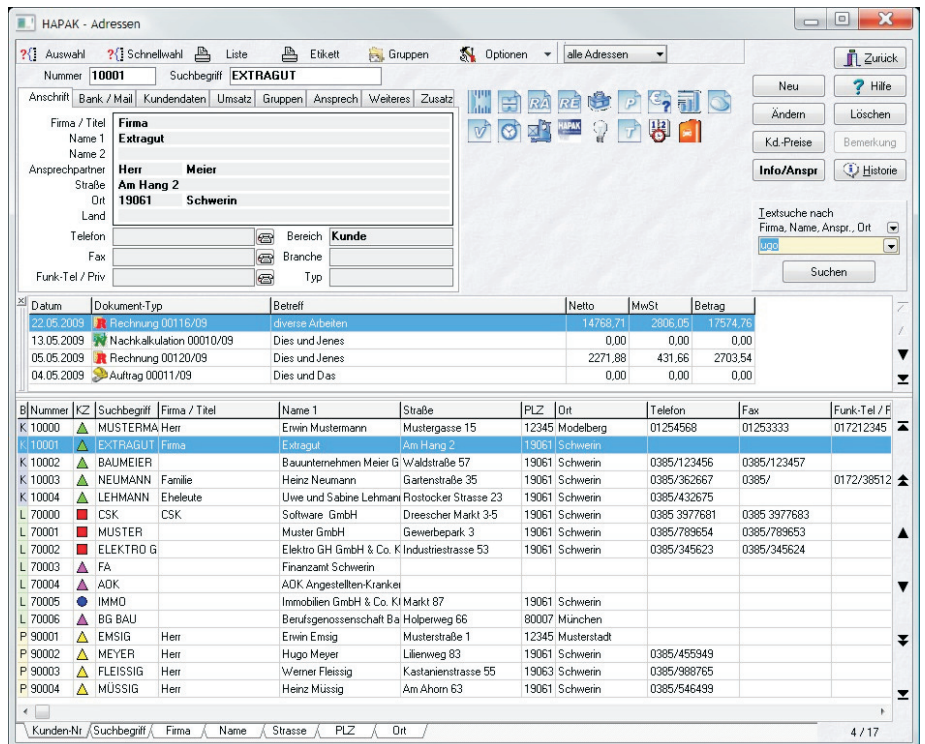 HAPAK - Adressen
?{} Auswahl ?{} Schnellwahl Liste Etikett Gruppen Optionen alle Adressen
Zurück
Nummer 10001 Suchbegriff EXTRAGUT
Neu Hilfe
Anschrift Bank / Mail Kundendaten Umsatz Gruppen Ansprech Weiteres Zusatz
RA RE P ?
Ändern Löschen
Firma / Titel Firma
Name 1 Extragut
V HAPAK T
Kd.-Preise Bemerkung
Name 2
Ansprechpartner Herr Meier
Info/Anspr Historie
Straße Am Hang 2
Ort 19061 Schwerin
Land
Textsuche nach
Firma, Name, Anspr., Ort
ugo
Suchen
Telefon Bereich Kunde
Fax Branche
Funk-Tel / Priv Typ
Datum Dokument-Typ Betreff Netto MwSt Betrag
22.05.2009 Rechnung 00116/09 diverse Arbeiten 14768,71 2806,05 17574,76
13.05.2009 Nachkalkulation 00010/09 Dies und Jenes 0,00 0,00 0,00
05.05.2009 Rechnung 00120/09 Dies und Jenes 2271,88 431,66 2703,54
04.05.2009 Auftrag 00011/09 Dies und Das 0,00 0,00 0,00
B Nummer KZ Suchbegriff Firma / Titel Name 1 Straße PLZ Ort Telefon Fax Funk-Tel / F
K 10000 MUSTERMA Herr Erwin Mustermann Mustergasse 15 12345 Modelberg 01254568 01253333 017212345
K 10001 EXTRAGUT Firma Extragut Am Hang 2 19061 Schwerin
K 10002 BAUMEIER Bauunternehmen Meier G Waldstraße 57 19061 Schwerin 0385/123456 0385/123457
K 10003 NEUMANN Familie Heinz Neumann Gartenstraße 35 19061 Schwerin 0385/362667 0385/ 0172/38512
K 10004 LEHMANN Eheleute Uwe und Sabine Lehmann Rostocker Strasse 23 19061 Schwerin 0385/432675
L 70000 CSK CSK Software GmbH Dreescher Markt 3-5 19061 Schwerin 0385 3977681 0385 3977683
L 70001 MUSTER Muster GmbH Gewerbepark 3 19061 Schwerin 0385/789654 0385/789653
L 70002 ELEKTRO G Elektro GH GmbH & Co. K Industriestrasse 53 19061 Schwerin 0385/345623 0385/345624
L 70003 FA Finanzamt Schwerin
L 70004 AOK AOK Angestellten-Kranker
L 70005 IMMO Immobilien GmbH & Co. KI Markt 87 19061 Schwerin
L 70006 BG BAU Berufsgenossenschaft Ba Holperweg 66 80007 München
P 90001 EMSIG Herr Erwin Emsig Musterstraße 1 12345 Musterstadt
P 90002 MEYER Herr Hugo Meyer Lilienweg 83 19061 Schwerin 0385/455949
P 90003 FLEISSIG Herr Werner Fleissig Kastanienstrasse 55 19063 Schwerin 0385/988765
P 90004 MÜSSIG Herr Heinz Müssig Am Ahorn 63 19061 Schwerin 0385/546499
Kunden-Nr Suchbegriff Firma Name Strasse PLZ Ort 4 / 17